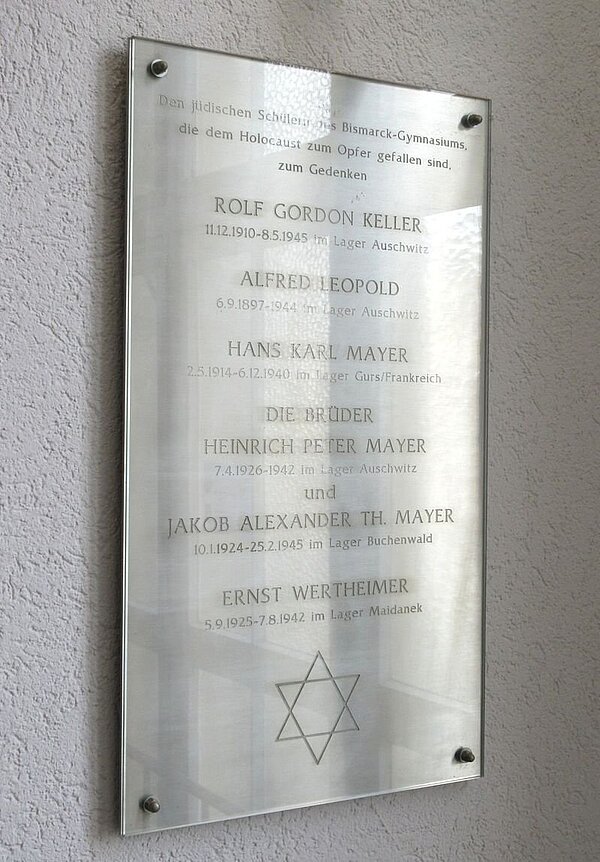 Den jüdischen Schülern des Bismarck-Gymnasiums,
die dem Holocaust zum Opfer gefallen sind,
zum Gedenken
ROLF GORDON KELLER
11.12.1910-8.5.1945 im Lager Auschwitz
ALFRED LEOPOLD
6.9.1897-1944 im Lager Auschwitz
HANS KARL MAYER
2.5.1914-6.12.1940 im Lager Gurs/Frankreich
DIE BRÜDER
HEINRICH PETER MAYER
7.4.1926-1942 im Lager Auschwitz
und
JAKOB ALEXANDER TH. MAYER
10.1.1924-25.2.1945 im Lager Buchenwald
ERNST WERTHEIMER
5.9.1925-7.8.1942 im Lager Maidanek